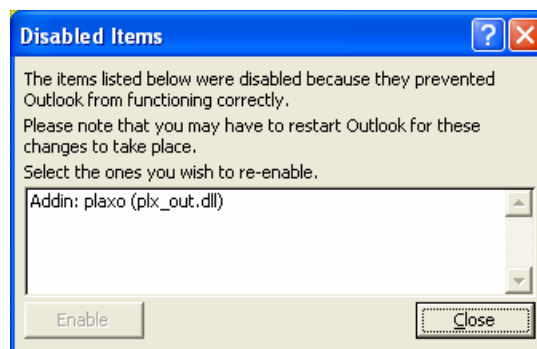 Disabled Items
The items listed below were disabled because they prevented
Outlook from functioning correctly.
Please note that you may have to restart Outlook for these
changes to take place.
Select the ones you wish to re-enable.
Addin: plaxo (plx_out.dll)
Enable Close